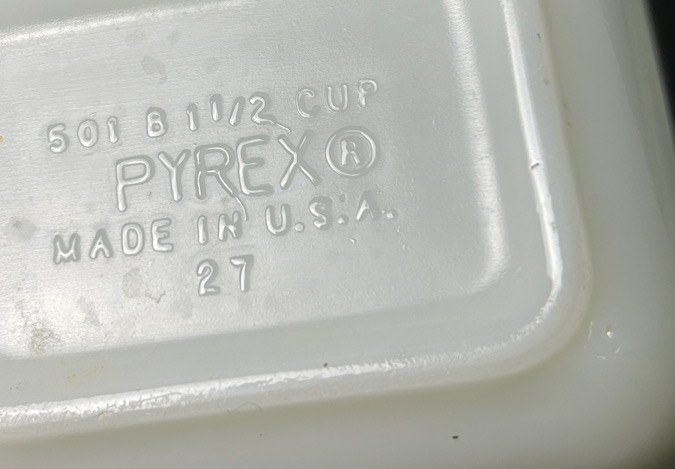 501 B 1 1/2 CUP
PYREX®
MADE IN U.S.A.
27